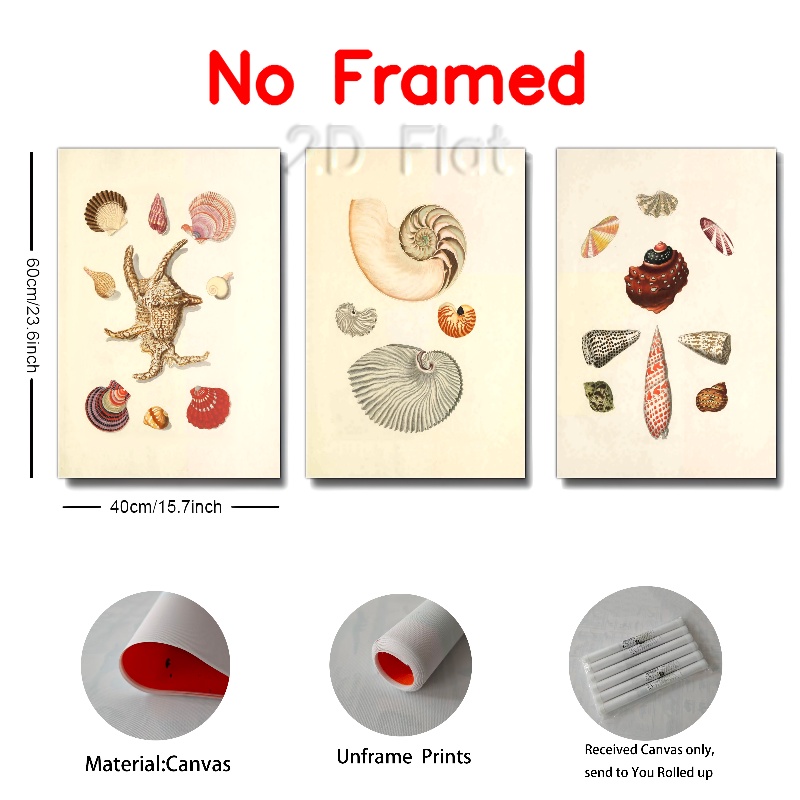 No Framed
2D Flat
60cm/23.6inch
40cm/15.7inch
Material:Canvas
Unframe Prints
Received Canvas only,
send to You Rolled up